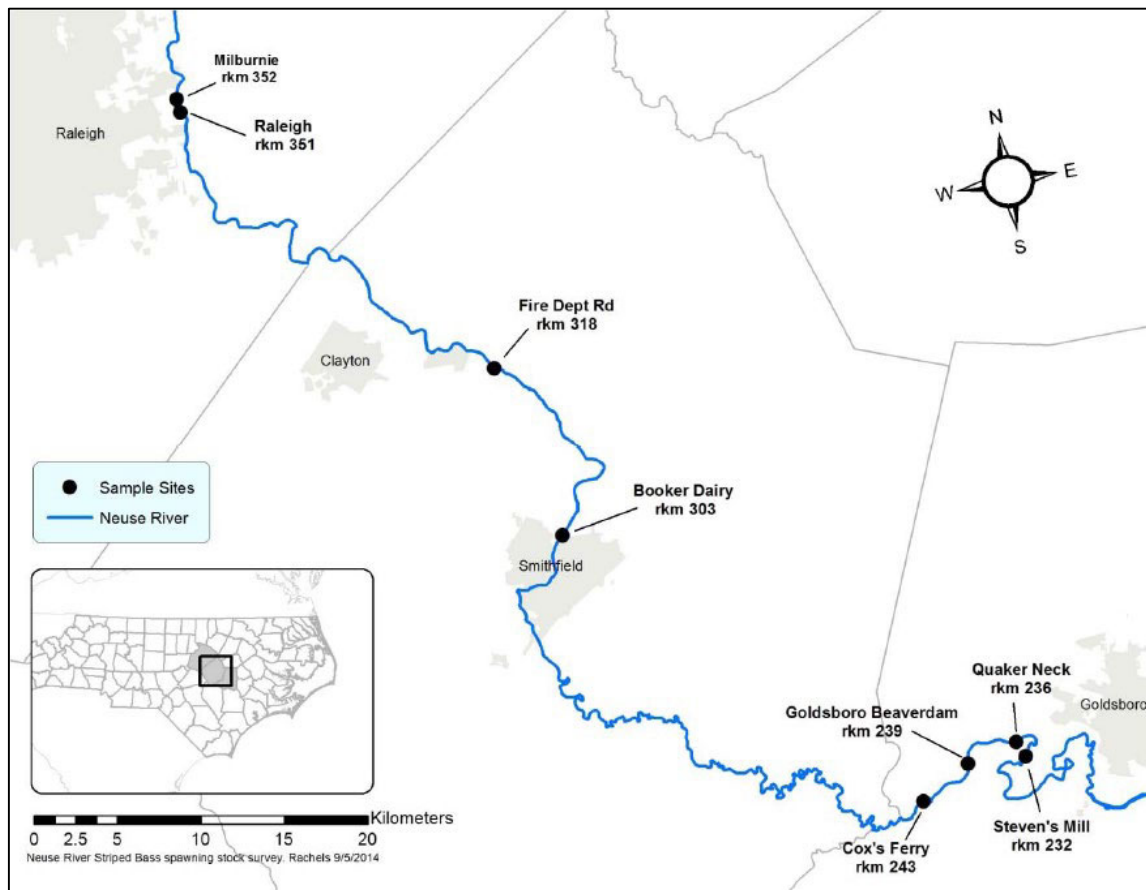 Milburnie
rkm 352
Raleigh
Raleigh
rkm 351
N
W
E
S
Fire Dept Rd
rkm 318
Clayton
Sample Sites
Neuse River
Booker Dairy
rkm 303
Smithfield
Quaker Neck
rkm 236
Goldsboro
Goldsboro Beaverdam
rkm 239
Steven's Mill
rkm 232
Cox's Ferry
rkm 243
Kilometers
0 2.5 5 10 15 20
Neuse River Striped Bass spawning stock survey. Rachels 9/5/2014